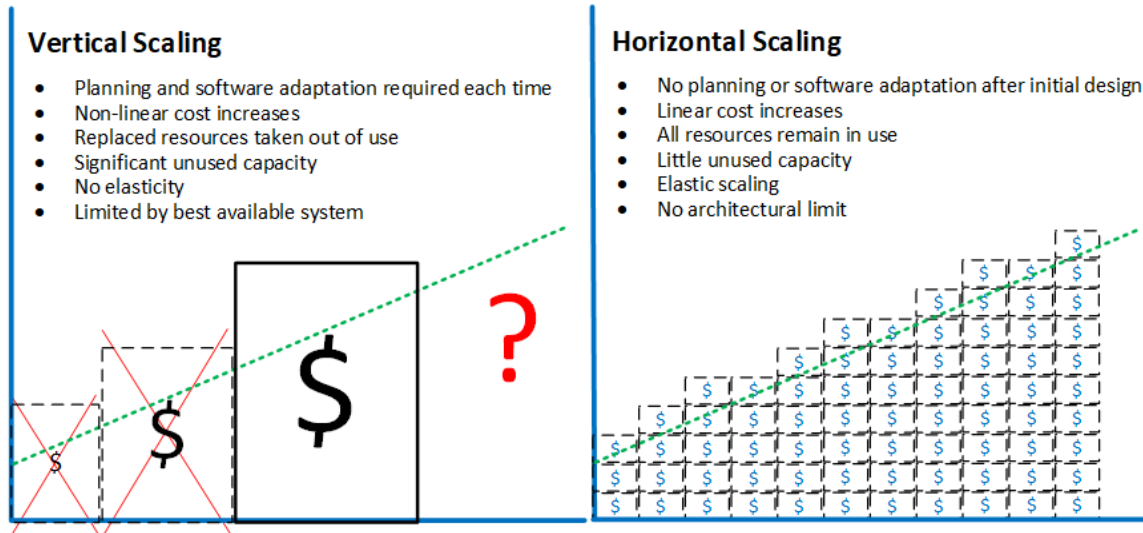 Vertical Scaling
• Planning and software adaptation required each time
• Non-linear cost increases
• Replaced resources taken out of use
• Significant unused capacity
• No elasticity
• Limited by best available system
$
$
$
?
Horizontal Scaling
• No planning or software adaptation after initial design
• Linear cost increases
• All resources remain in use
• Little unused capacity
• Elastic scaling
• No architectural limit
$
$ $ $
$ $ $ $
$ $ $ $ $ $
$ $ $ $ $ $ $
$ $ $ $ $ $ $ $ $
$ $ $ $ $ $ $ $ $ $
$ $ $ $ $ $ $ $ $ $ $
$ $ $ $ $ $ $ $ $ $ $
$ $ $ $ $ $ $ $ $ $ $